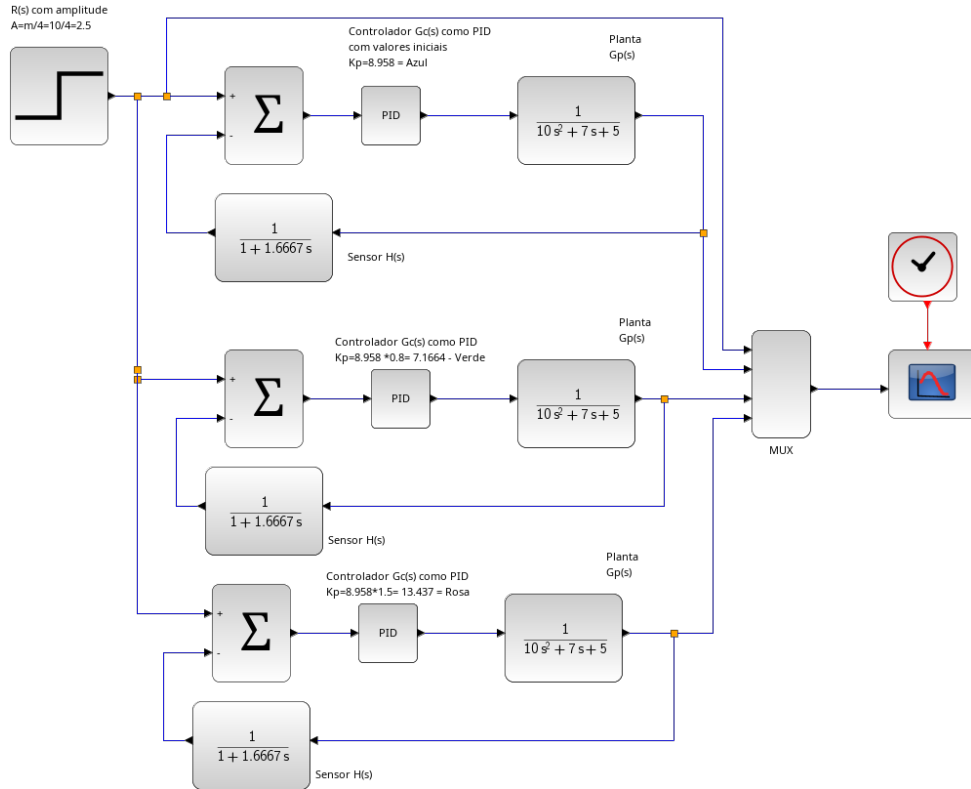 R(s) com amplitude
A=m/4=10/4=2.5
Controlador Gc(s) como PID
com valores iniciais
Kp=8.958 = Azul
Planta
Gp(s)
+
-
Σ
PID
1
10 s² + 7 s + 5
1
1 + 1.6667 s
Sensor H(s)
Controlador Gc(s) como PID
Kp=8.958 *0.8= 7.1664 - Verde
Planta
Gp(s)
+
-
Σ
PID
1
10 s² + 7 s + 5
MUX
1
1 + 1.6667 s
Sensor H(s)
Controlador Gc(s) como PID
Kp=8.958*1.5= 13.437 = Rosa
Planta
Gp(s)
+
-
Σ
PID
1
10 s² + 7 s + 5
1
1 + 1.6667 s
Sensor H(s)